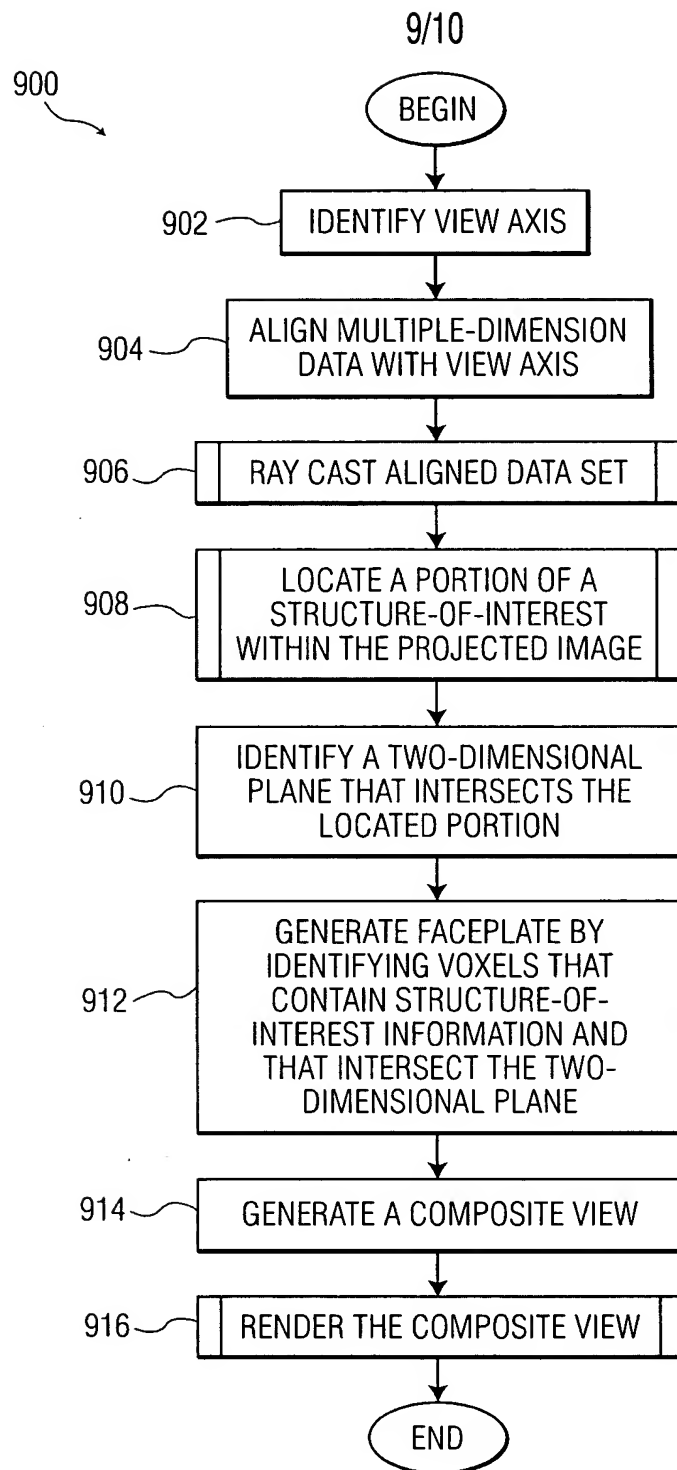 9/10
900
BEGIN
902
IDENTIFY VIEW AXIS
904
ALIGN MULTIPLE-DIMENSION
DATA WITH VIEW AXIS
906
RAY CAST ALIGNED DATA SET
908
LOCATE A PORTION OF A
STRUCTURE-OF-INTEREST
WITHIN THE PROJECTED IMAGE
910
IDENTIFY A TWO-DIMENSIONAL
PLANE THAT INTERSECTS THE
LOCATED PORTION
912
GENERATE FACEPLATE BY
IDENTIFYING VOXELS THAT
CONTAIN STRUCTURE-OF-
INTEREST INFORMATION AND
THAT INTERSECT THE TWO-
DIMENSIONAL PLANE
914
GENERATE A COMPOSITE VIEW
916
RENDER THE COMPOSITE VIEW
END